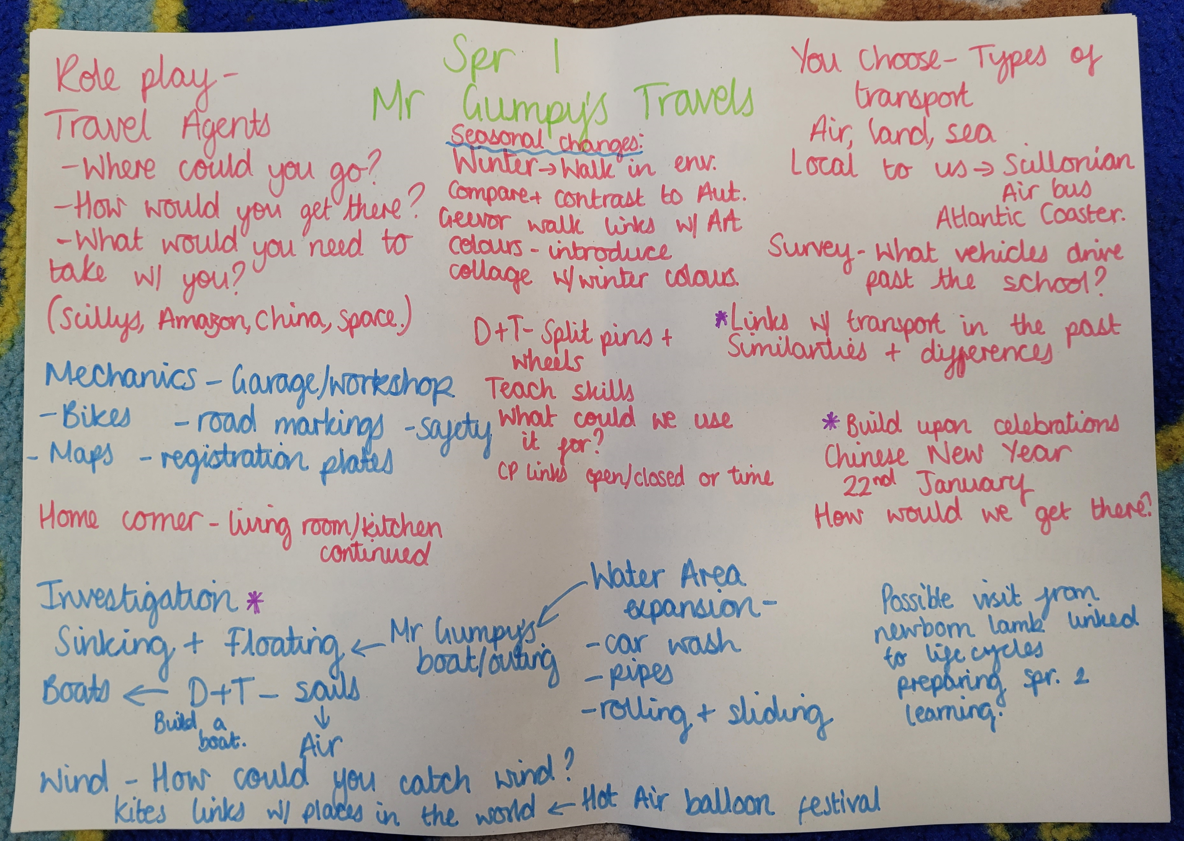 Spr 1
Mr Gumpy's Travels
Role play-
Travel Agents
-Where could you go?
-How would you get there?
-What would you need to
take w/ you?
(Scillys, Amazon, China, Space.)
Mechanics - Garage/workshop
-Bikes - road markings - safety
- Maps - registration plates
Home corner - living room/kitchen
continued
Seasonal changes:
Winter → Walk in env.
Compare + contrast to Aut.
Geevor walk links w/ Art
colours - introduce
collage w/ winter colours.
D+T- Split pins +
wheels
Teach skills
What could we use
it for?
CP links open/closed or time
You Choose- Types of
transport
Air, land, sea
Local to us → Scillonian
Air bus
Atlantic Coaster.
Survey- What vehicles drive
past the school?
*Links w/ transport in the past
Similarities + differences
* Build upon celebrations
Chinese New Year
22nd January
How would we get there?
Investigation *
Sinking + Floating ← Mr Gumpy's
boat/outing
Boats ← D+T - sails
Build a
boat.
↓
Air
Water Area
expansion-
-car wash
-pipes
-rolling + sliding
Possible visit from
newborn lamb linked
to life cycles
preparing spr. 2
learning.
Wind - How could you catch wind?
Kites links w/ places in the world ← Hot Air balloon festival